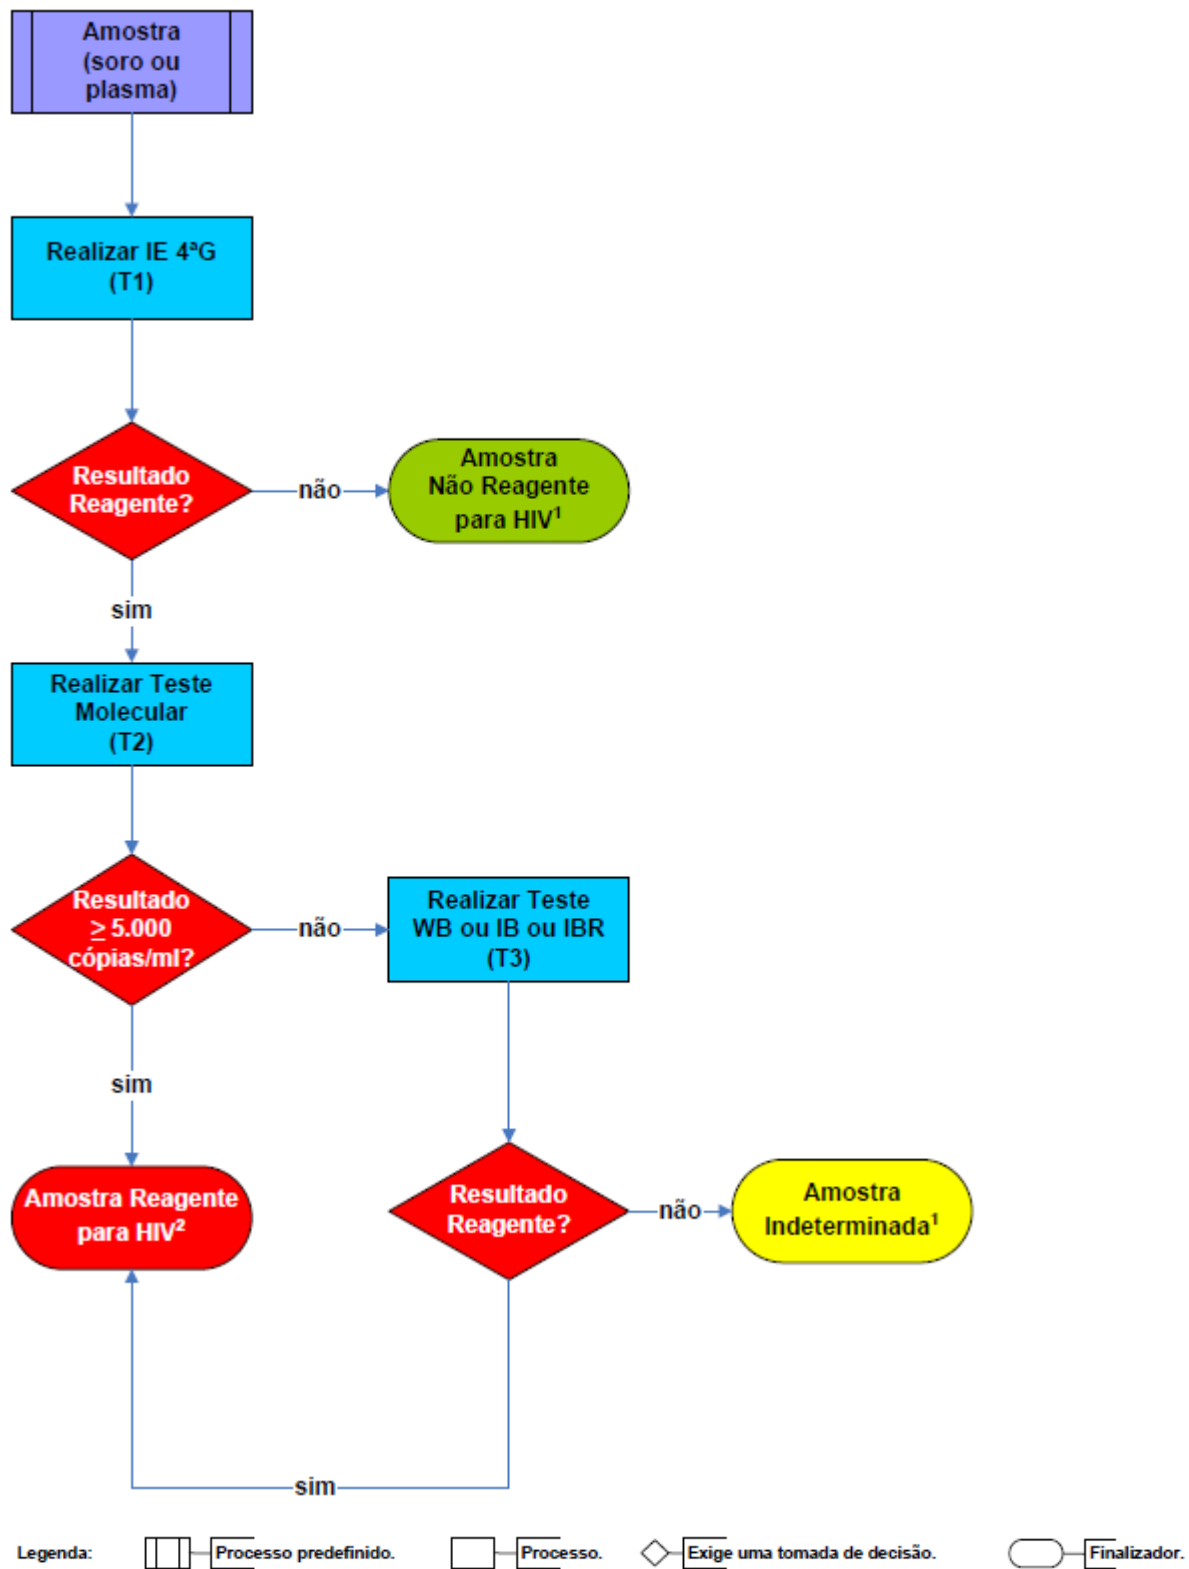 Amostra
(soro ou
plasma)
Realizar IE 4ªG
(T1)
Resultado
Reagente?
não
Amostra
Não Reagente
para HIV¹
sim
Realizar Teste
Molecular
(T2)
Resultado
≥ 5.000
cópias/ml?
não
Realizar Teste
WB ou IB ou IBR
(T3)
sim
Amostra Reagente
para HIV²
Resultado
Reagente?
não
Amostra
Indeterminada¹
sim
Legenda:
Processo predefinido.
Processo.
Exige uma tomada de decisão.
Finalizador.